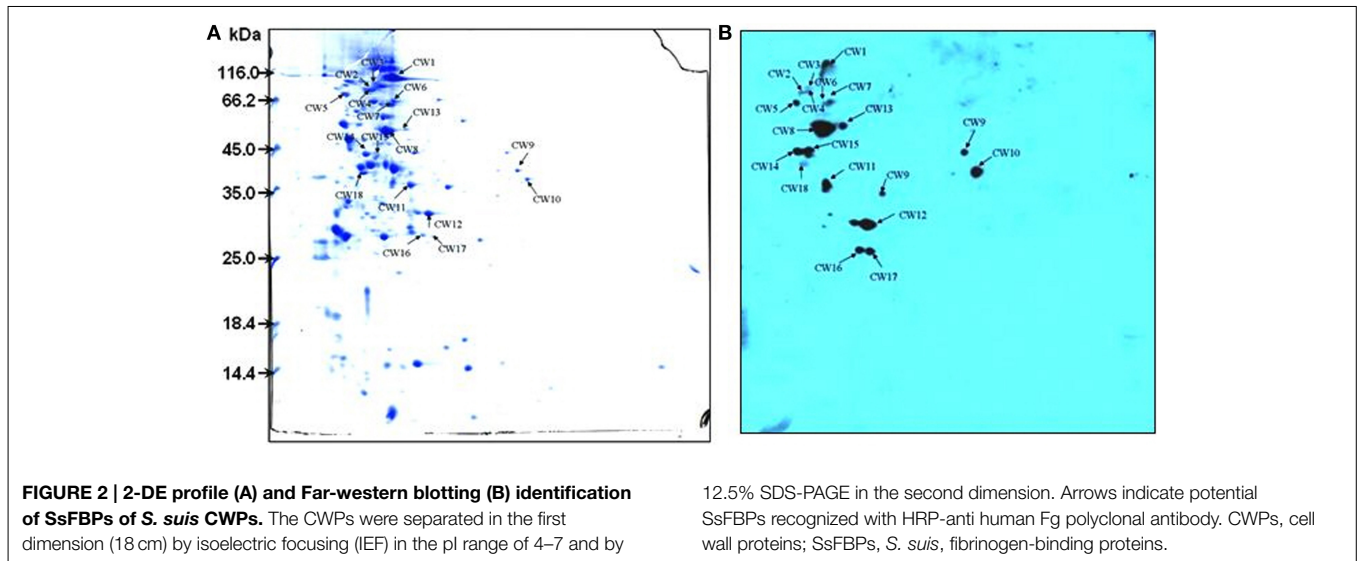 A kDa
116.0
66.2
45.0
35.0
25.0
18.4
14.4
CW3
CW1
CW2
CW6
CW5
CW4
CW7
CW13
CW15
CW8
CW9
CW18
CW11
CW10
CW12
CW16
CW17
B
CW1
CW3
CW2
CW6
CW7
CW5
CW4
CW13
CW8
CW9
CW15
CW14
CW10
CW11
CW18
CW9
CW12
CW16
CW17
FIGURE 2 | 2-DE profile (A) and Far-western blotting (B) identification
of SsFBPs of S. suis CWPs. The CWPs were separated in the first
dimension (18 cm) by isoelectric focusing (IEF) in the pI range of 4–7 and by
12.5% SDS-PAGE in the second dimension. Arrows indicate potential
SsFBPs recognized with HRP-anti human Fg polyclonal antibody. CWPs, cell
wall proteins; SsFBPs, S. suis, fibrinogen-binding proteins.